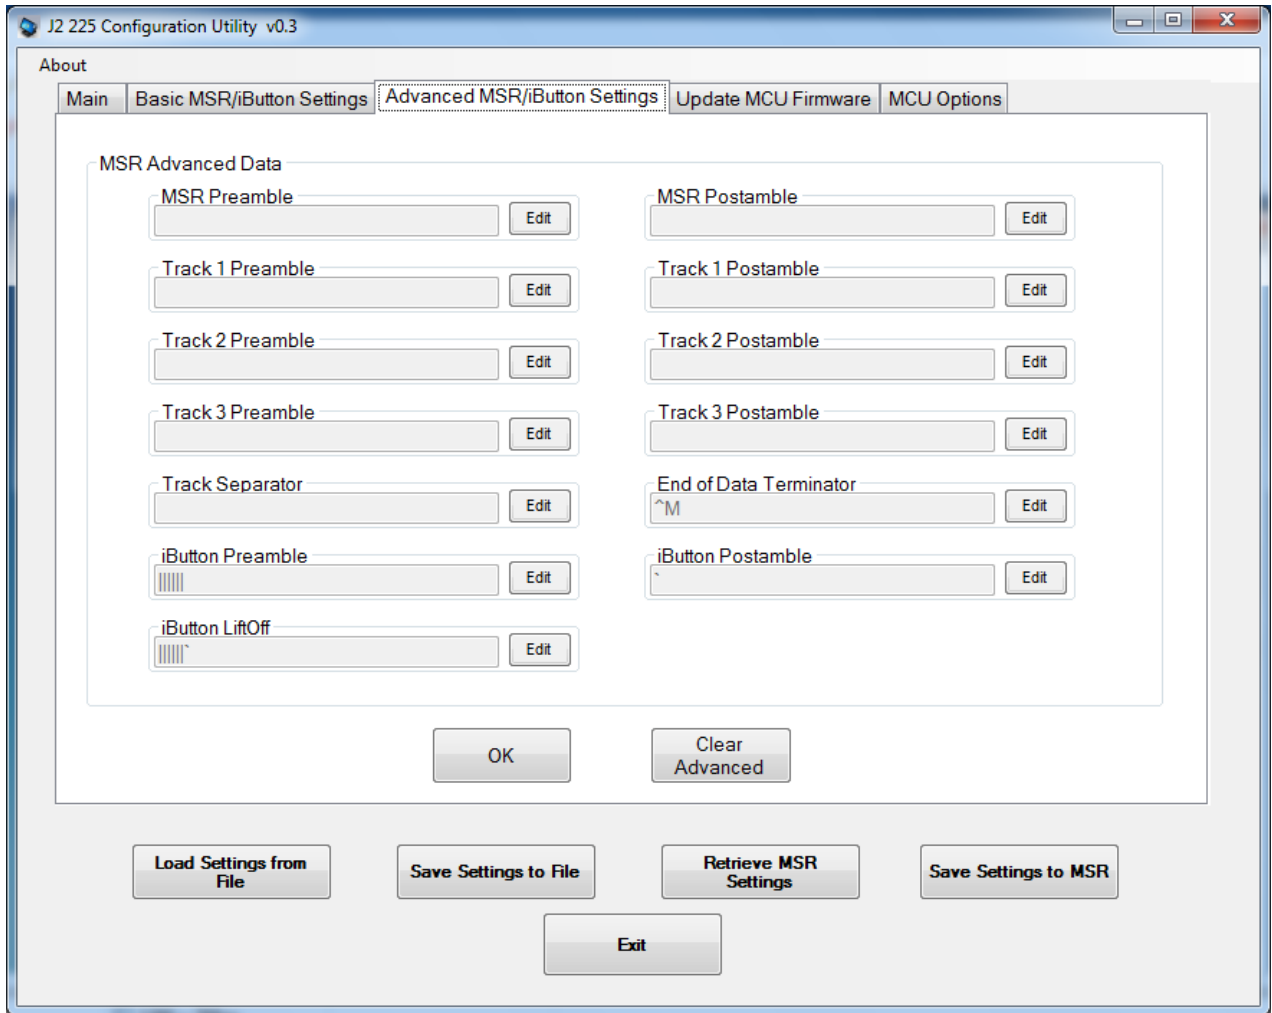 J2 225 Configuration Utility v0.3
About
Main Basic MSR/iButton Settings Advanced MSR/iButton Settings Update MCU Firmware MCU Options
MSR Advanced Data
MSR Preamble MSR Postamble
Edit Edit
Track 1 Preamble Track 1 Postamble
Edit Edit
Track 2 Preamble Track 2 Postamble
Edit Edit
Track 3 Preamble Track 3 Postamble
Edit Edit
Track Separator End of Data Terminator
Edit ^M Edit
iButton Preamble iButton Postamble
|||||| Edit ` Edit
iButton LiftOff
||||||` Edit
OK Clear
Advanced
Load Settings from
File
Save Settings to File
Retrieve MSR
Settings
Save Settings to MSR
Exit